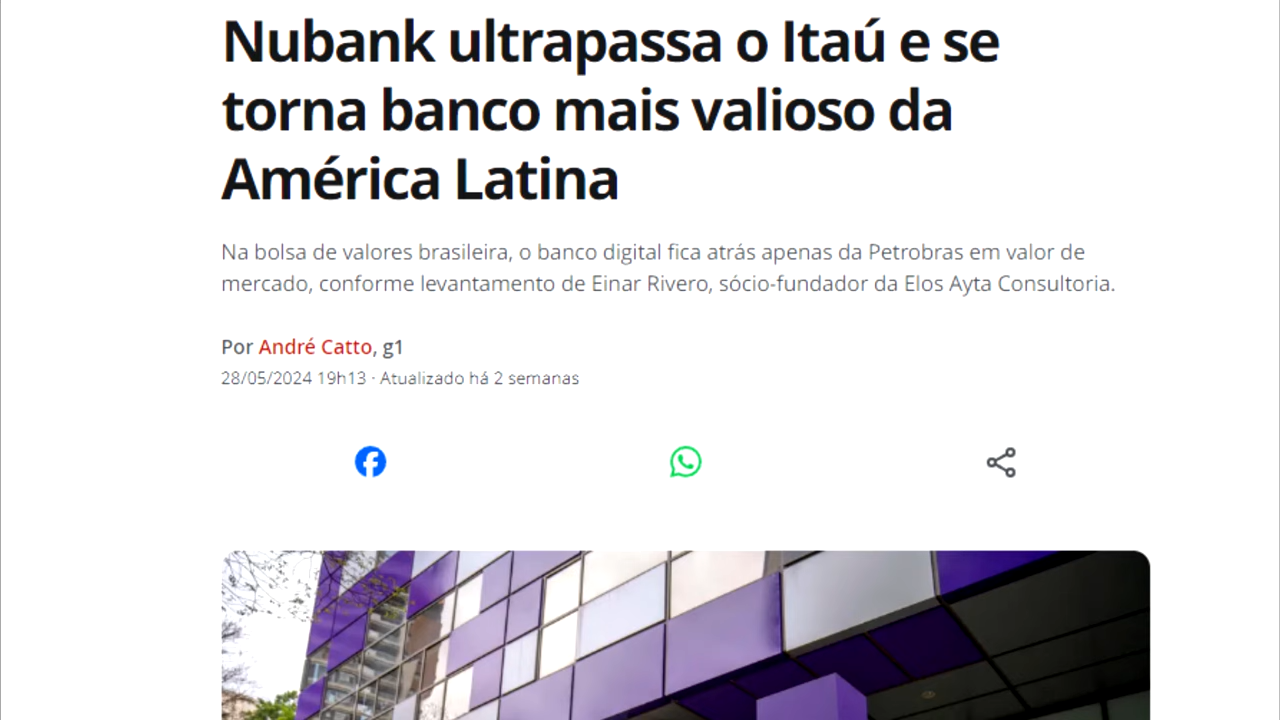 Nubank ultrapassa o Itaú e se
torna banco mais valioso da
América Latina
Na bolsa de valores brasileira, o banco digital fica atrás apenas da Petrobras em valor de
mercado, conforme levantamento de Einar Rivero, sócio-fundador da Elos Ayta Consultoria.
Por André Catto, g1
28/05/2024 19h13 · Atualizado há 2 semanas